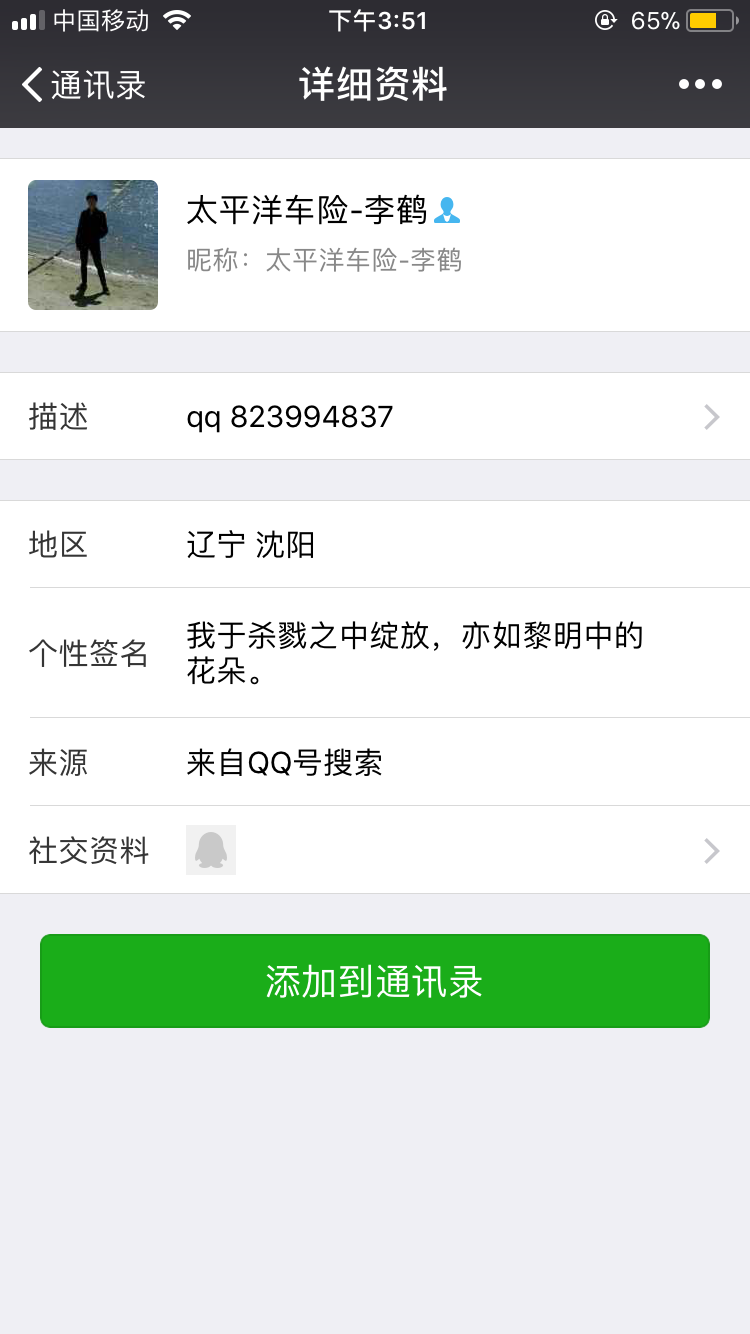 中国移动 下午3:51 65%
通讯录 详细资料
太平洋车险-李鹤
昵称：太平洋车险-李鹤
描述 qq 823994837
地区 辽宁 沈阳
个性签名 我于杀戮之中绽放，亦如黎明中的
花朵。
来源 来自QQ号搜索
社交资料
添加到通讯录